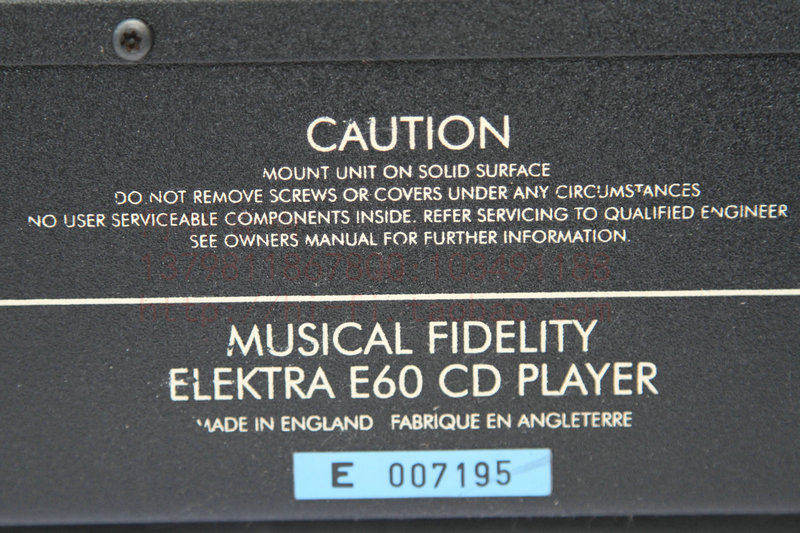 CAUTION
MOUNT UNIT ON SOLID SURFACE
DO NOT REMOVE SCREWS OR COVERS UNDER ANY CIRCUMSTANCES
NO USER SERVICEABLE COMPONENTS INSIDE. REFER SERVICING TO QUALIFIED ENGINEER
SEE OWNERS MANUAL FOR FURTHER INFORMATION.
MUSICAL FIDELITY
ELEKTRA E60 CD PLAYER
MADE IN ENGLAND FABRIQUE EN ANGLETERRE
E 007195